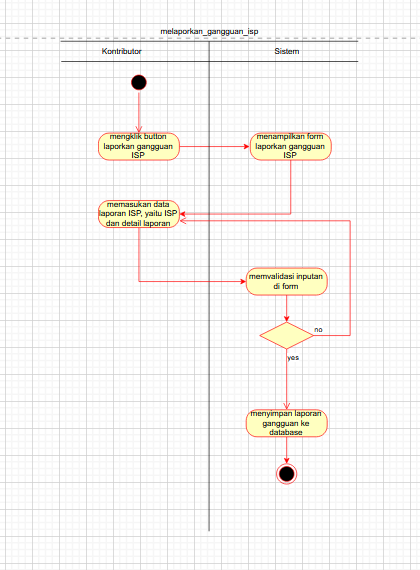 melaporkan_gangguan_isp
Kontributor
Sistem
mengklik button
laporkan gangguan
ISP
menampilkan form
laporkan gangguan
ISP
memasukan data
laporan ISP, yaitu ISP
dan detail laporan
memvalidasi inputan
di form
no
yes
menyimpan laporan
gangguan ke
database